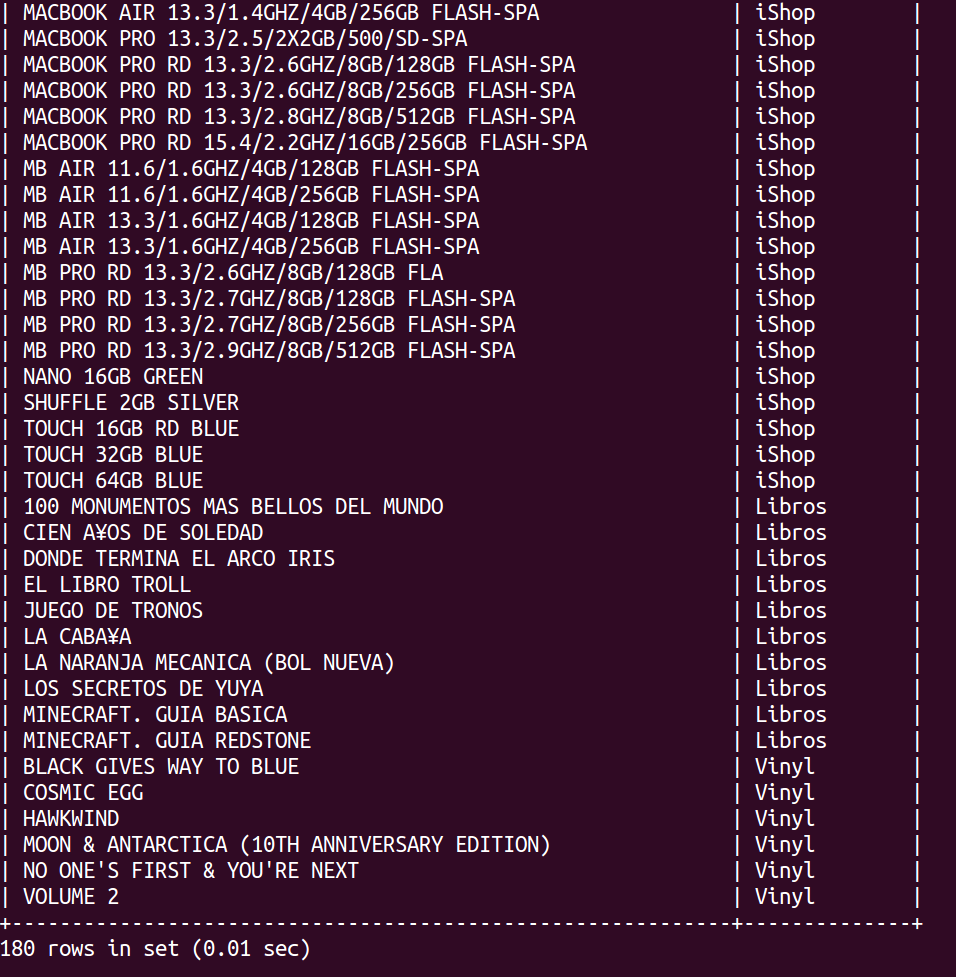 | MACBOOK AIR 13.3/1.4GHZ/4GB/256GB FLASH-SPA | iShop |
| MACBOOK PRO 13.3/2.5/2X2GB/500/SD-SPA | iShop |
| MACBOOK PRO RD 13.3/2.6GHZ/8GB/128GB FLASH-SPA | iShop |
| MACBOOK PRO RD 13.3/2.6GHZ/8GB/256GB FLASH-SPA | iShop |
| MACBOOK PRO RD 13.3/2.8GHZ/8GB/512GB FLASH-SPA | iShop |
| MACBOOK PRO RD 15.4/2.2GHZ/16GB/256GB FLASH-SPA | iShop |
| MB AIR 11.6/1.6GHZ/4GB/128GB FLASH-SPA | iShop |
| MB AIR 11.6/1.6GHZ/4GB/256GB FLASH-SPA | iShop |
| MB AIR 13.3/1.6GHZ/4GB/128GB FLASH-SPA | iShop |
| MB AIR 13.3/1.6GHZ/4GB/256GB FLASH-SPA | iShop |
| MB PRO RD 13.3/2.6GHZ/8GB/128GB FLA | iShop |
| MB PRO RD 13.3/2.7GHZ/8GB/128GB FLASH-SPA | iShop |
| MB PRO RD 13.3/2.7GHZ/8GB/256GB FLASH-SPA | iShop |
| MB PRO RD 13.3/2.9GHZ/8GB/512GB FLASH-SPA | iShop |
| NANO 16GB GREEN | iShop |
| SHUFFLE 2GB SILVER | iShop |
| TOUCH 16GB RD BLUE | iShop |
| TOUCH 32GB BLUE | iShop |
| TOUCH 64GB BLUE | iShop |
| 100 MONUMENTOS MAS BELLOS DEL MUNDO | Libros |
| CIEN A¥OS DE SOLEDAD | Libros |
| DONDE TERMINA EL ARCO IRIS | Libros |
| EL LIBRO TROLL | Libros |
| JUEGO DE TRONOS | Libros |
| LA CABA¥A | Libros |
| LA NARANJA MECANICA (BOL NUEVA) | Libros |
| LOS SECRETOS DE YUYA | Libros |
| MINECRAFT. GUIA BASICA | Libros |
| MINECRAFT. GUIA REDSTONE | Libros |
| BLACK GIVES WAY TO BLUE | Vinyl |
| COSMIC EGG | Vinyl |
| HAWKWIND | Vinyl |
| MOON & ANTARCTICA (10TH ANNIVERSARY EDITION) | Vinyl |
| NO ONE'S FIRST & YOU'RE NEXT | Vinyl |
| VOLUME 2 | Vinyl |
+------------------------------------------------------------+--------------+
180 rows in set (0.01 sec)